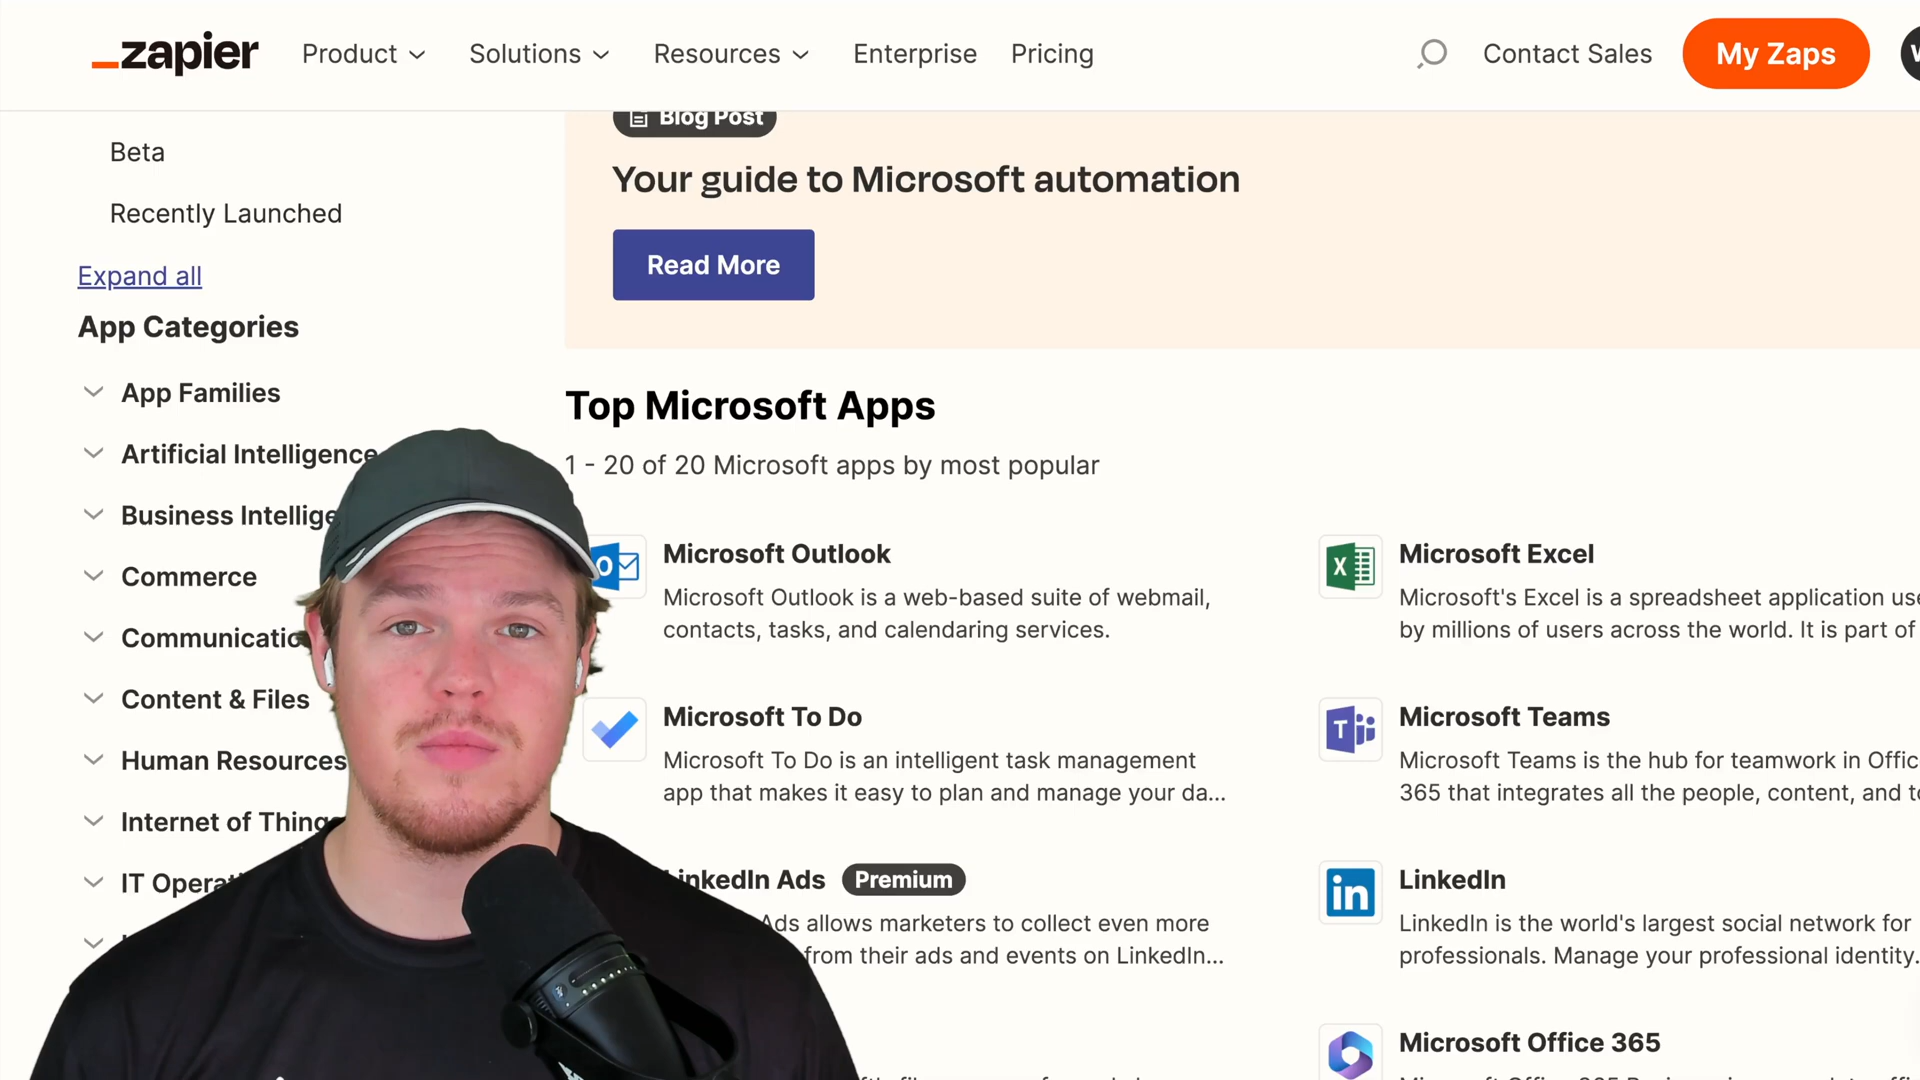 zapier
Product
Solutions
Resources
Enterprise
Pricing
Contact Sales
My Zaps
Beta
Recently Launched
Expand all
App Categories
App Families
Artificial Intelligence
Business Intellige
Commerce
Communicatio
Content & Files
Human Resources
Internet of Things
IT Opera
Blog Post
Your guide to Microsoft automation
Read More
Top Microsoft Apps
1 - 20 of 20 Microsoft apps by most popular
Microsoft Outlook
Microsoft Outlook is a web-based suite of webmail,
contacts, tasks, and calendaring services.
Microsoft Excel
Microsoft's Excel is a spreadsheet application use
by millions of users across the world. It is part of
Microsoft To Do
Microsoft To Do is an intelligent task management
app that makes it easy to plan and manage your da...
Microsoft Teams
Microsoft Teams is the hub for teamwork in Offic
365 that integrates all the people, content, and to
inkedIn Ads Premium
Ads allows marketers to collect even more
from their ads and events on LinkedIn...
LinkedIn
LinkedIn is the world's largest social network for
professionals. Manage your professional identity.
Microsoft Office 365